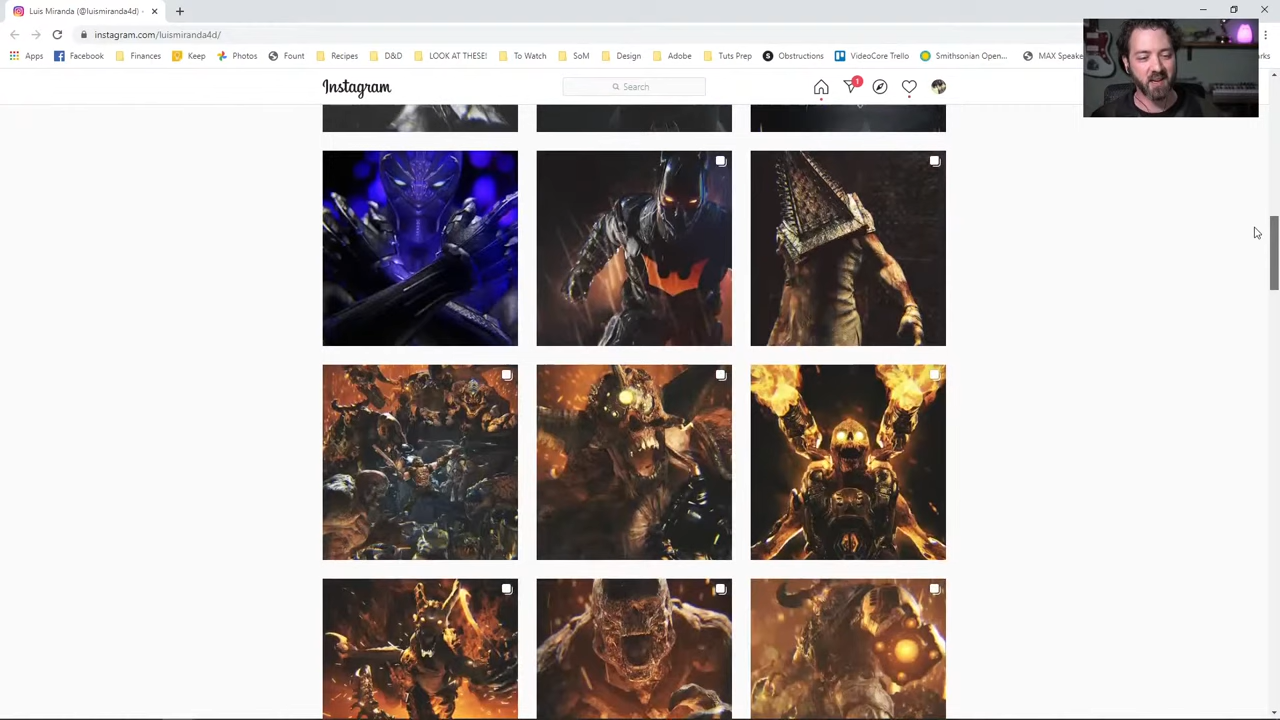 Luis Miranda (@luismiranda4d)
instagram.com/luismiranda4d/
Apps Facebook Finances Keep Photos Fount Recipes D&D LOOK AT THESE! To Watch SoM Design Adobe Tuts Prep Obstructions VideoCore Trello Smithsonian Open... MAX Speake
Instagram Search 1